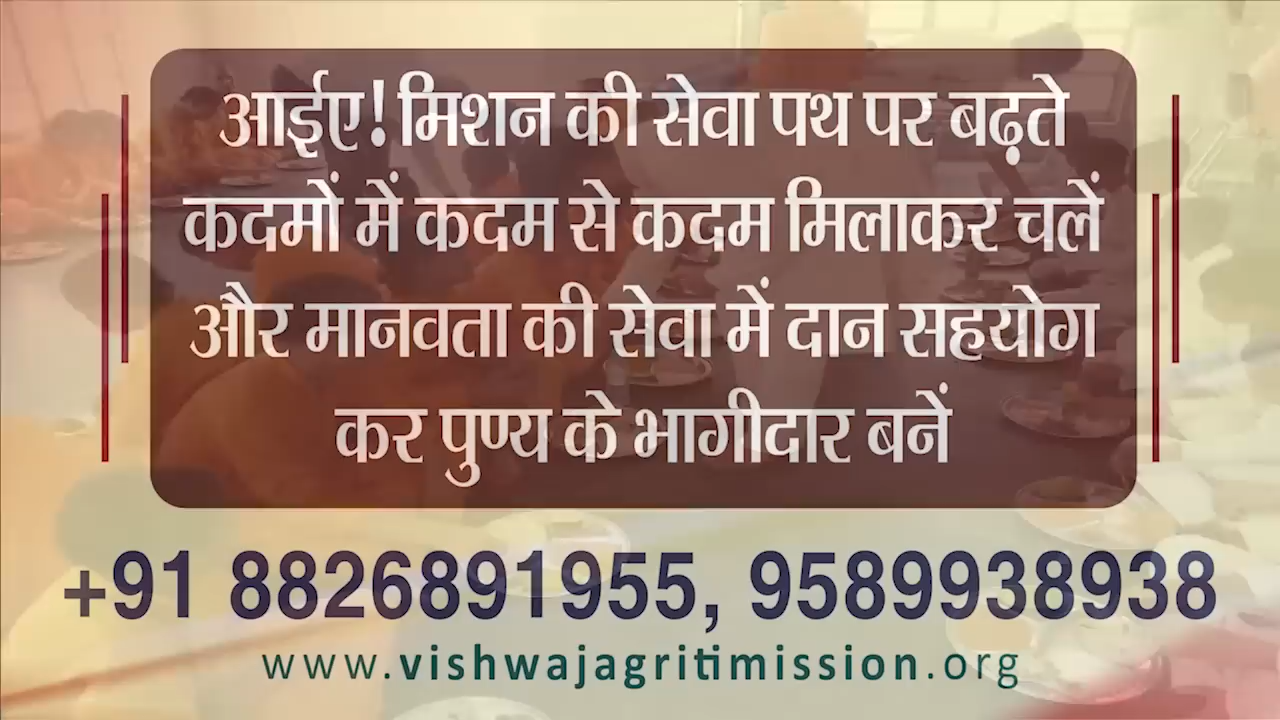 आईए! मिशन की सेवा पथ पर बढ़ते
कदमों में कदम से कदम मिलाकर चलें
और मानवता की सेवा में दान सहयोग
कर पुण्य के भागीदार बनें
+91 8826891955, 9589938938
www.vishwajagritimission.org